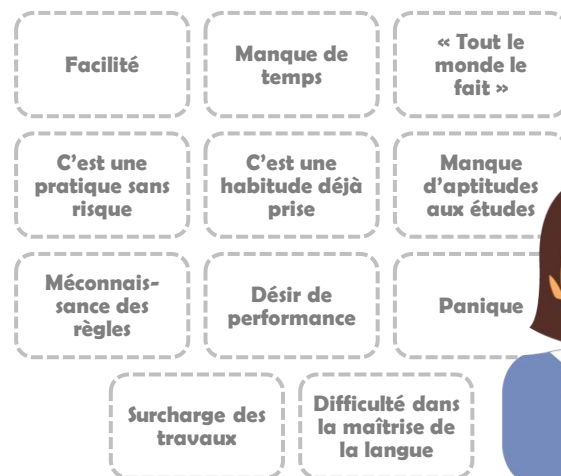 Facilité
Manque de
temps
« Tout le
monde le
fait »
C'est une
pratique sans
risque
C'est une
habitude déjà
prise
Manque
d'aptitudes
aux études
Méconnais-
sance des
règles
Désir de
performance
Panique
Surcharge des
travaux
Difficulté dans
la maîtrise de
la langue